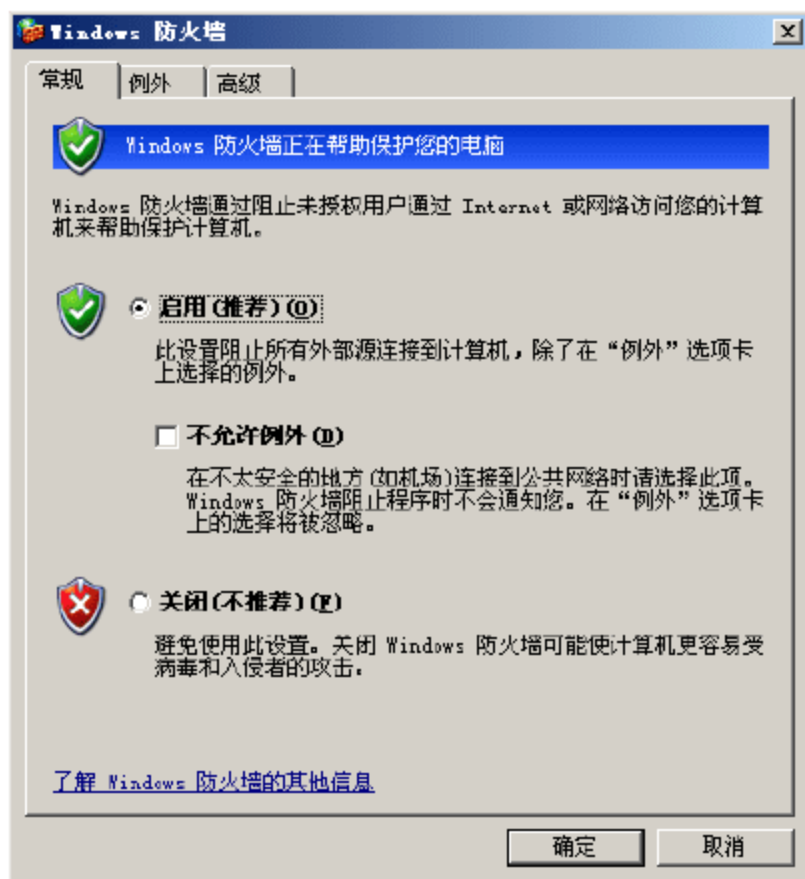 Windows 防火墙
常规 例外 高级
Windows 防火墙正在帮助保护您的电脑
Windows 防火墙通过阻止未授权用户通过 Internet 或网络访问您的计算
机来帮助保护计算机。
启用(推荐)(O)
此设置阻止所有外部源连接到计算机，除了在“例外”选项卡
上选择的例外。
不允许例外(D)
在不太安全的地方(如机场)连接到公共网络时请选择此项。
Windows 防火墙阻止程序时不会通知您。在“例外”选项卡
上的选择将被忽略。
关闭(不推荐)(F)
避免使用此设置。关闭 Windows 防火墙可能使计算机更容易受
病毒和入侵者的攻击。
了解 Windows 防火墙的其他信息
确定 取消